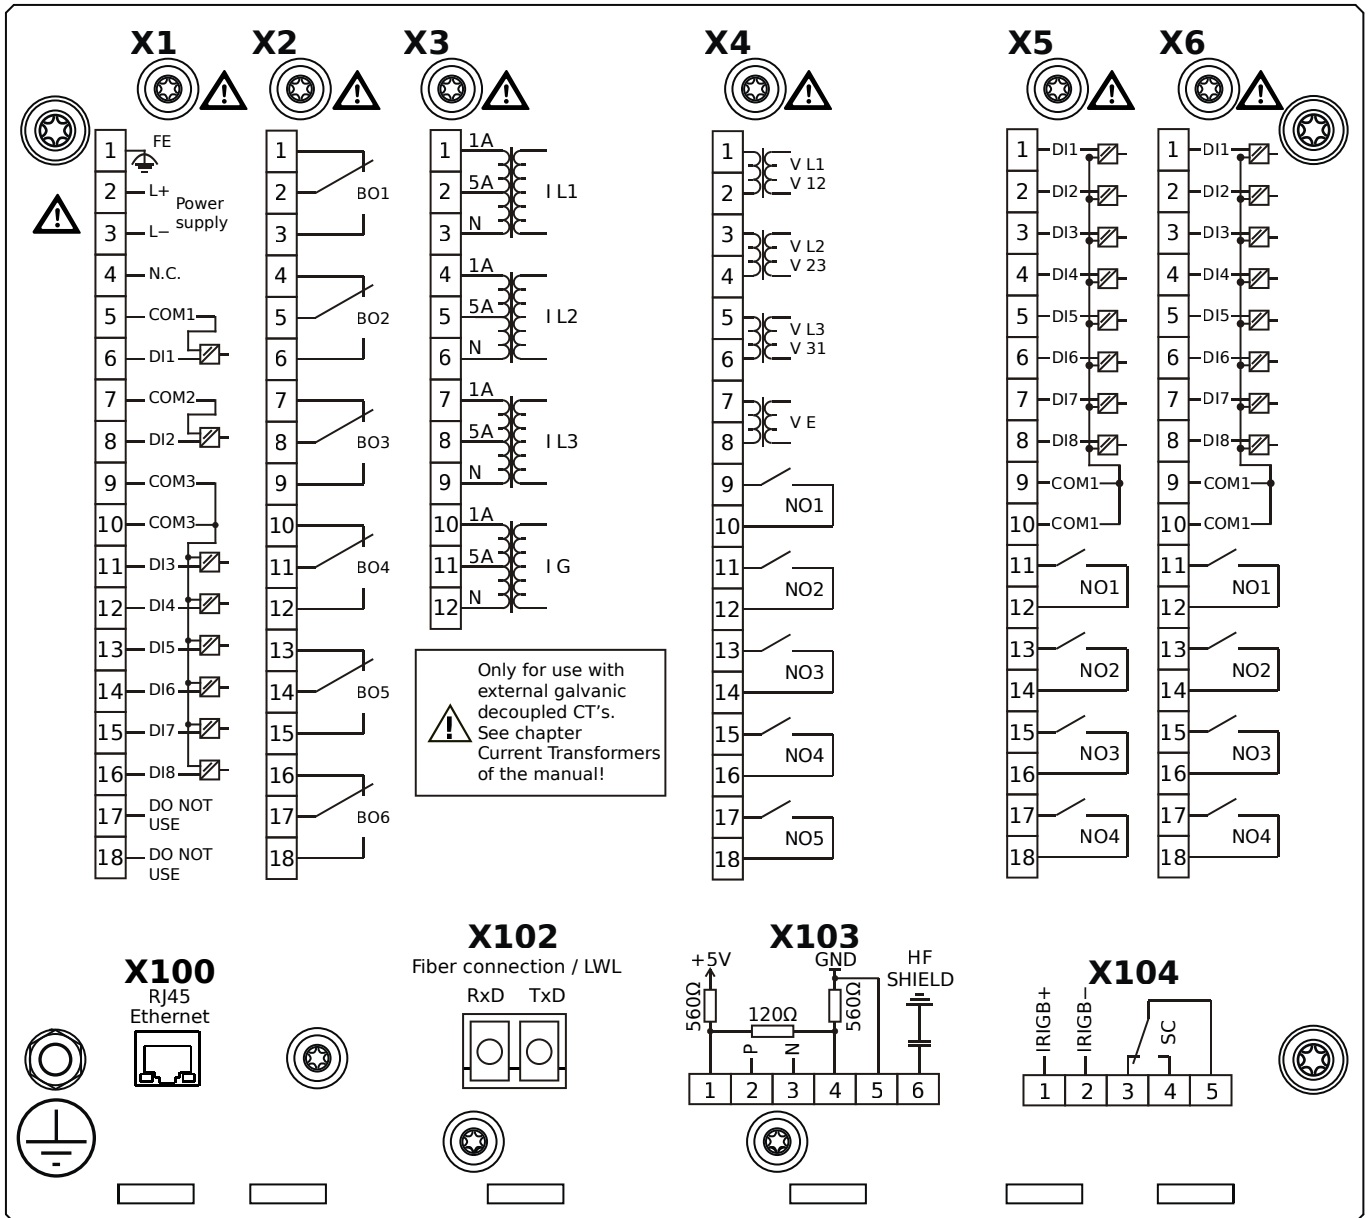 X1 X2 X3 X4 X5 X6
1 FE
2 L+
Power
supply
3 L−
4 N.C.
5 COM1
6 DI1
7 COM2
8 DI2
9 COM3
10 COM3
11 DI3
12 DI4
13 DI5
14 DI6
15 DI7
16 DI8
17 DO NOT
USE
18 DO NOT
USE
1
2 BO1
3
4
5 BO2
6
7
8 BO3
9
10
11 BO4
12
13
14 BO5
15
16
17 BO6
18
1 1A
2 5A I L1
3 N
4 1A
5 5A I L2
6 N
7 1A
8 5A I L3
9 N
10 1A
11 5A I G
12 N
Only for use with
external galvanic
decoupled CT's.
See chapter
Current Transformers
of the manual!
1 V L1
2 V 12
3 V L2
4 V 23
5 V L3
6 V 31
7 V E
8
9 NO1
10
11 NO2
12
13 NO3
14
15 NO4
16
17 NO5
18
1 DI1
2 DI2
3 DI3
4 DI4
5 DI5
6 DI6
7 DI7
8 DI8
9 COM1
10 COM1
11 NO1
12
13 NO2
14
15 NO3
16
17 NO4
18
1 DI1
2 DI2
3 DI3
4 DI4
5 DI5
6 DI6
7 DI7
8 DI8
9 COM1
10 COM1
11 NO1
12
13 NO2
14
15 NO3
16
17 NO4
18
X100
RJ45
Ethernet
X102
Fiber connection / LWL
RxD TxD
X103
+5V GND HF
SHIELD
560Ω 120Ω 560Ω
P N
1 2 3 4 5 6
X104
IRIGB+ IRIGB− SC
1 2 3 4 5